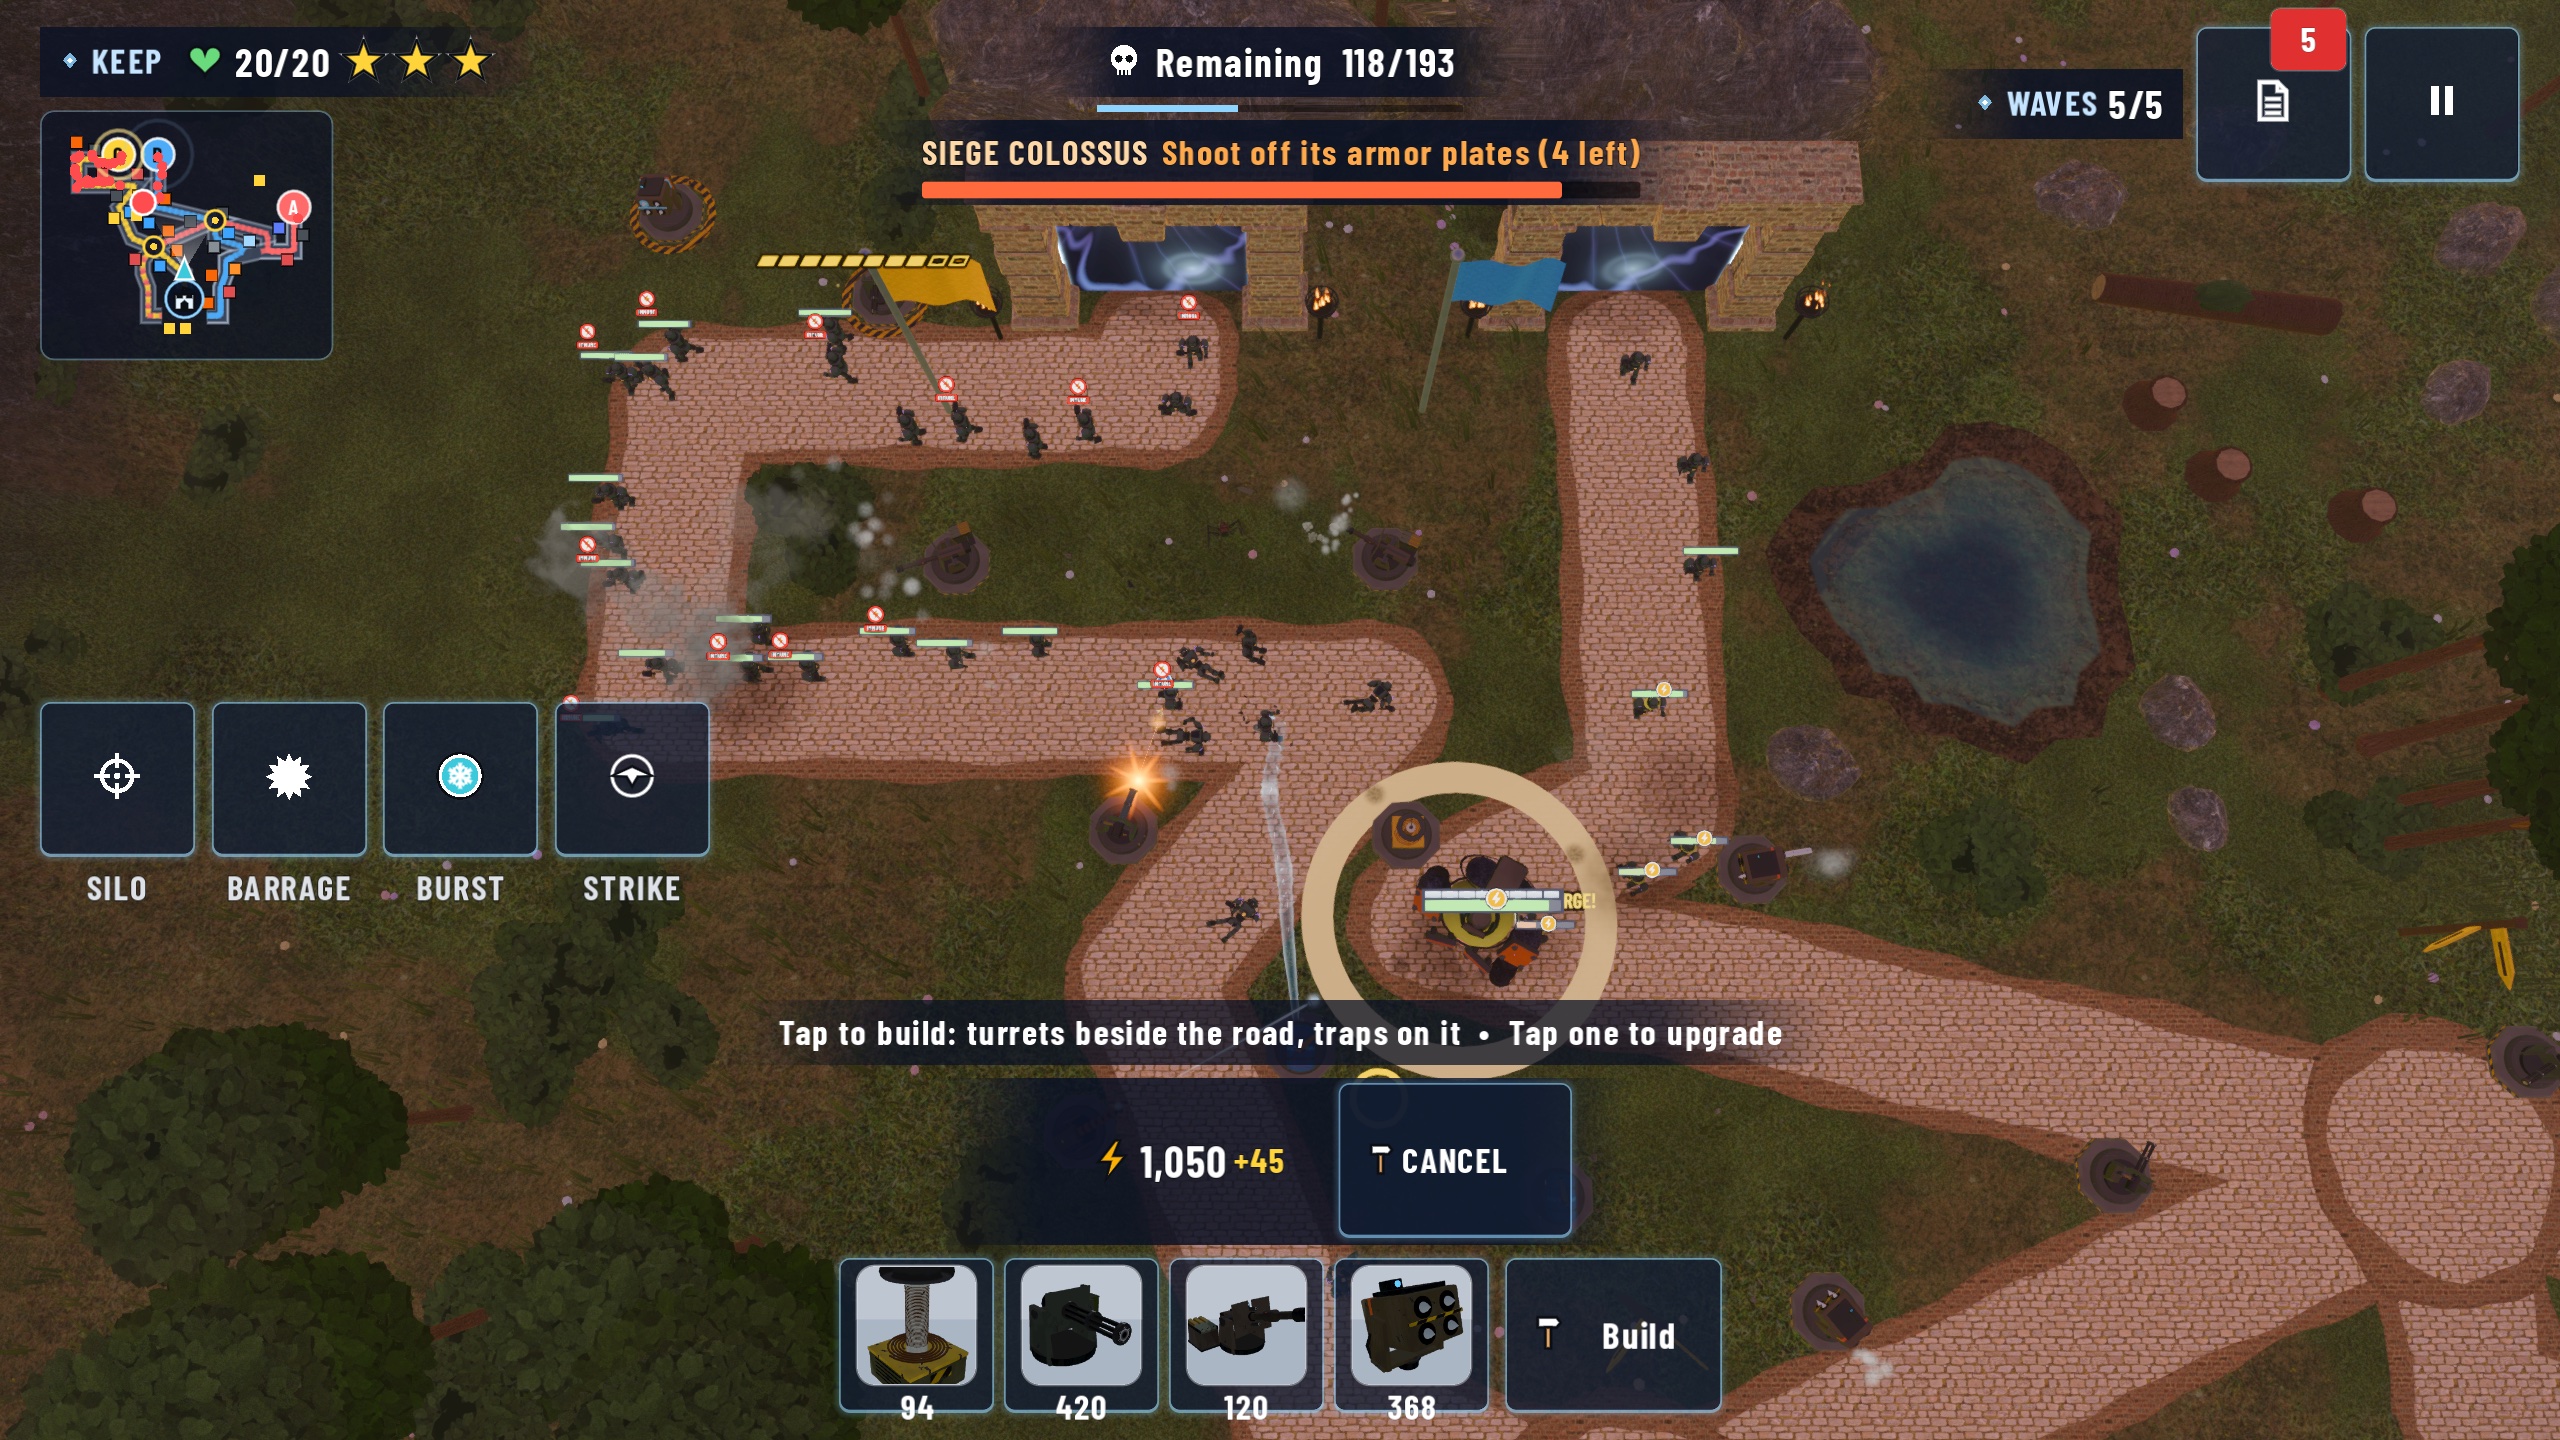 KEEP 20/20
Remaining 118/193
5
WAVES 5/5
SIEGE COLOSSUS Shoot off its armor plates (4 left)
A
SILO
BARRAGE
BURST
STRIKE
RGE!
Tap to build: turrets beside the road, traps on it • Tap one to upgrade
1,050 +45
CANCEL
94
420
120
368
Build